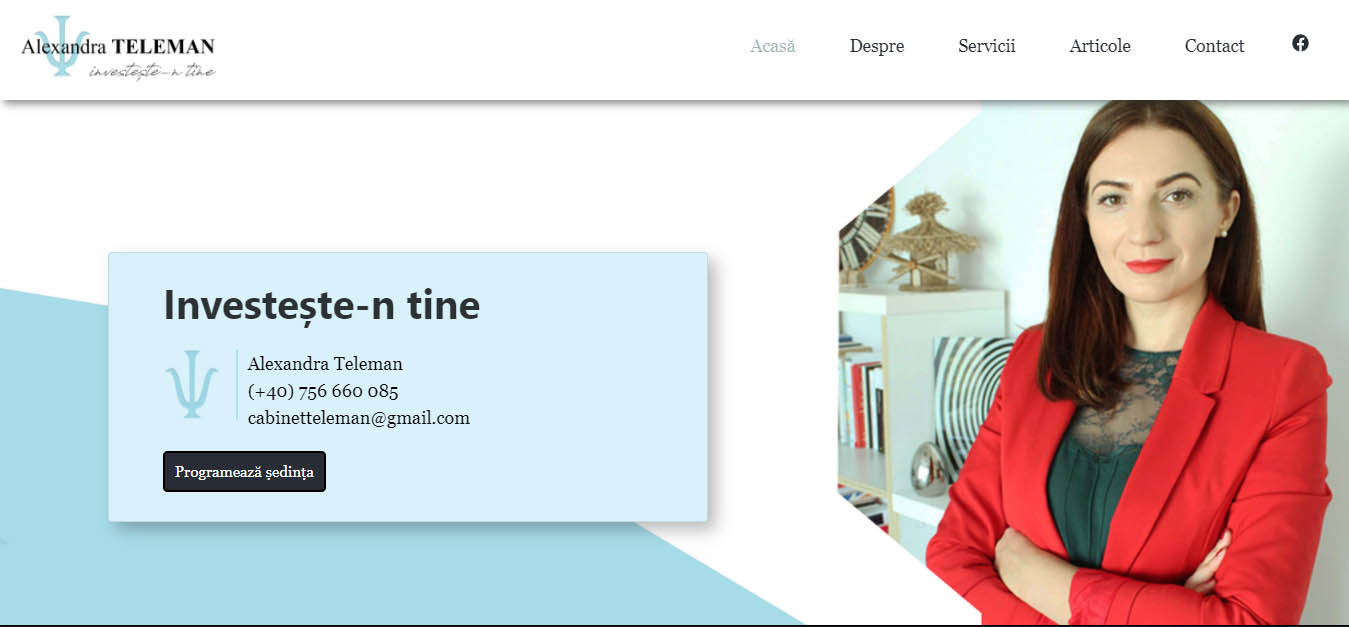 Alexandra TELEMAN
investește-n tine
Acasă Despre Servicii Articole Contact
Investește-n tine
Alexandra Teleman
(+40) 756 660 085
cabinetteleman@gmail.com
Programează ședința